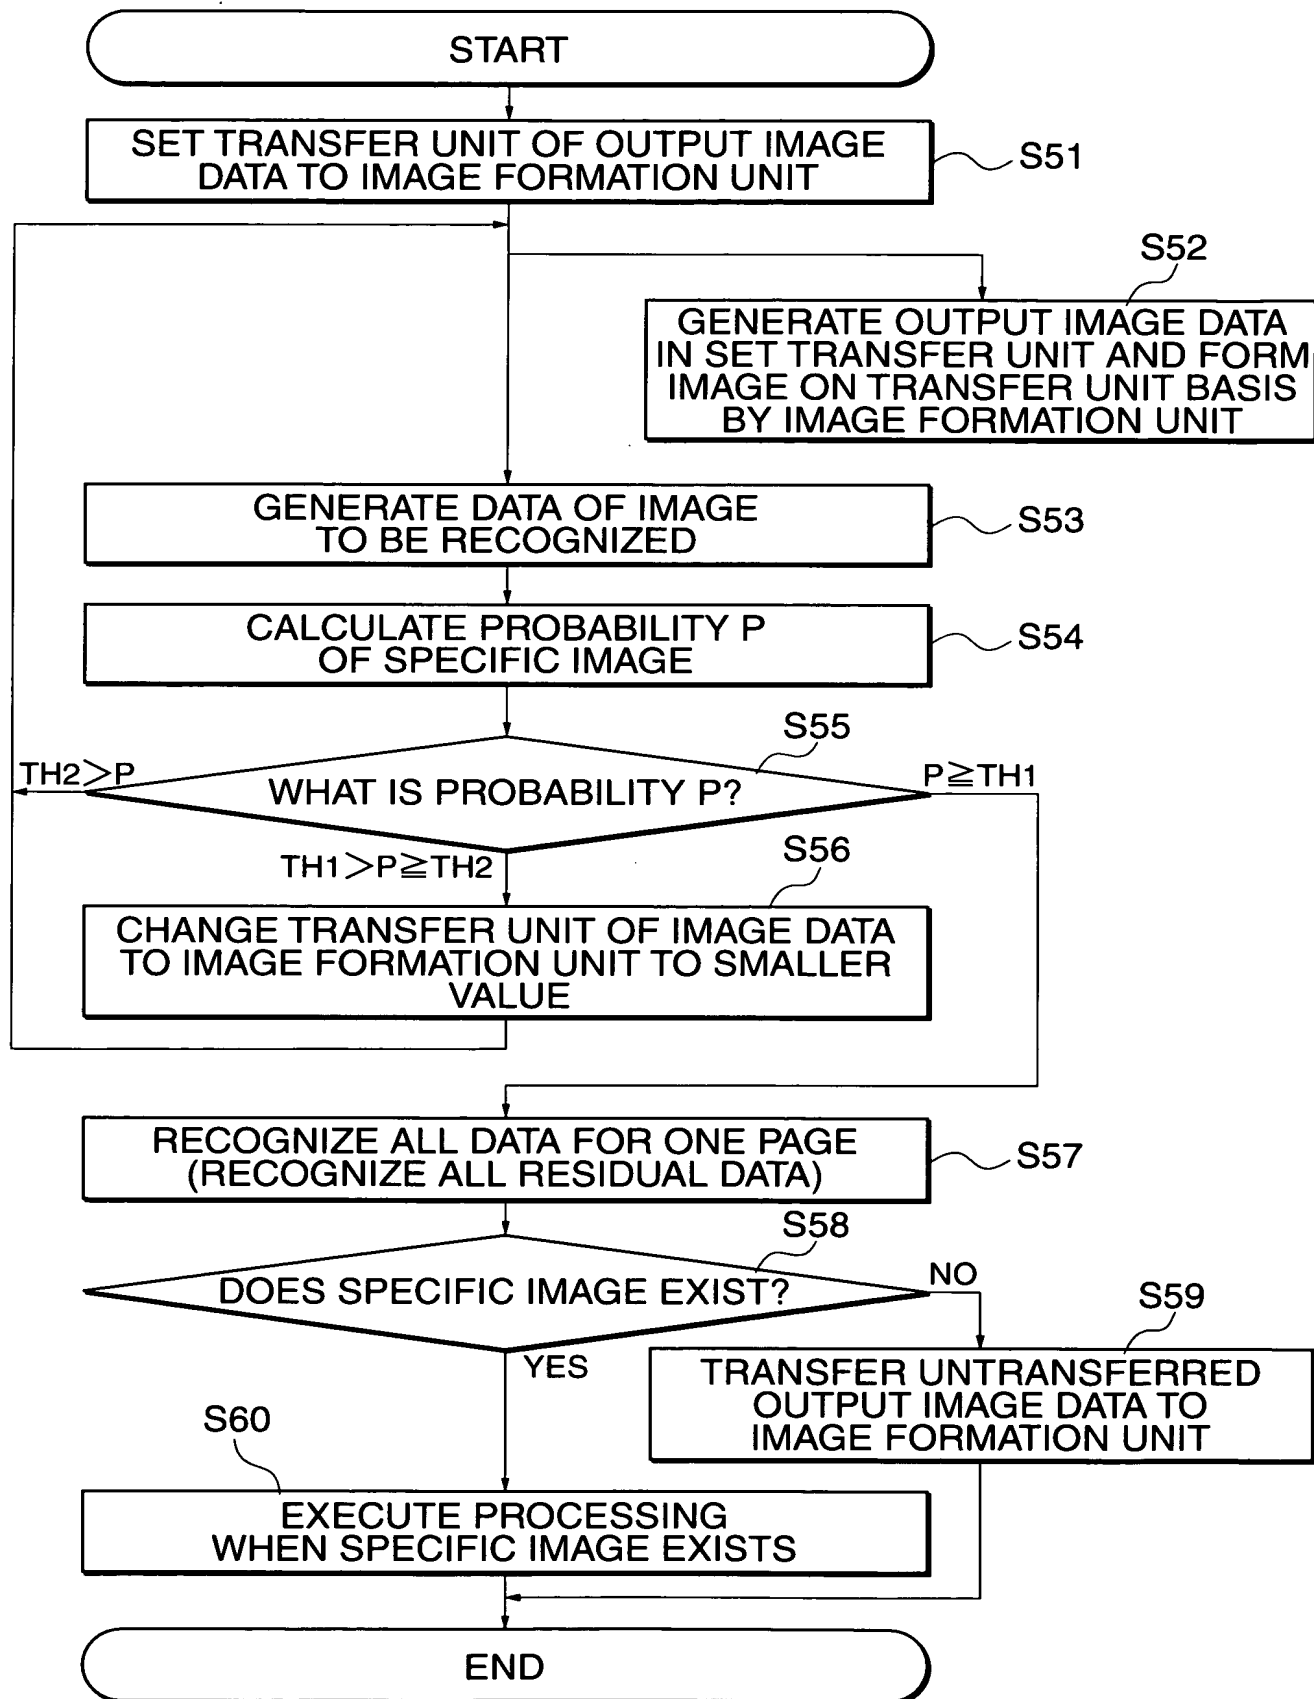 START
SET TRANSFER UNIT OF OUTPUT IMAGE
DATA TO IMAGE FORMATION UNIT
S51
S52
GENERATE OUTPUT IMAGE DATA
IN SET TRANSFER UNIT AND FORM
IMAGE ON TRANSFER UNIT BASIS
BY IMAGE FORMATION UNIT
GENERATE DATA OF IMAGE
TO BE RECOGNIZED
S53
CALCULATE PROBABILITY P
OF SPECIFIC IMAGE
S54
S55
TH2>P
WHAT IS PROBABILITY P?
P≧TH1
TH1>P≧TH2
S56
CHANGE TRANSFER UNIT OF IMAGE DATA
TO IMAGE FORMATION UNIT TO SMALLER
VALUE
RECOGNIZE ALL DATA FOR ONE PAGE
(RECOGNIZE ALL RESIDUAL DATA)
S57
S58
DOES SPECIFIC IMAGE EXIST?
NO
YES
S59
TRANSFER UNTRANSFERRED
OUTPUT IMAGE DATA TO
IMAGE FORMATION UNIT
S60
EXECUTE PROCESSING
WHEN SPECIFIC IMAGE EXISTS
END